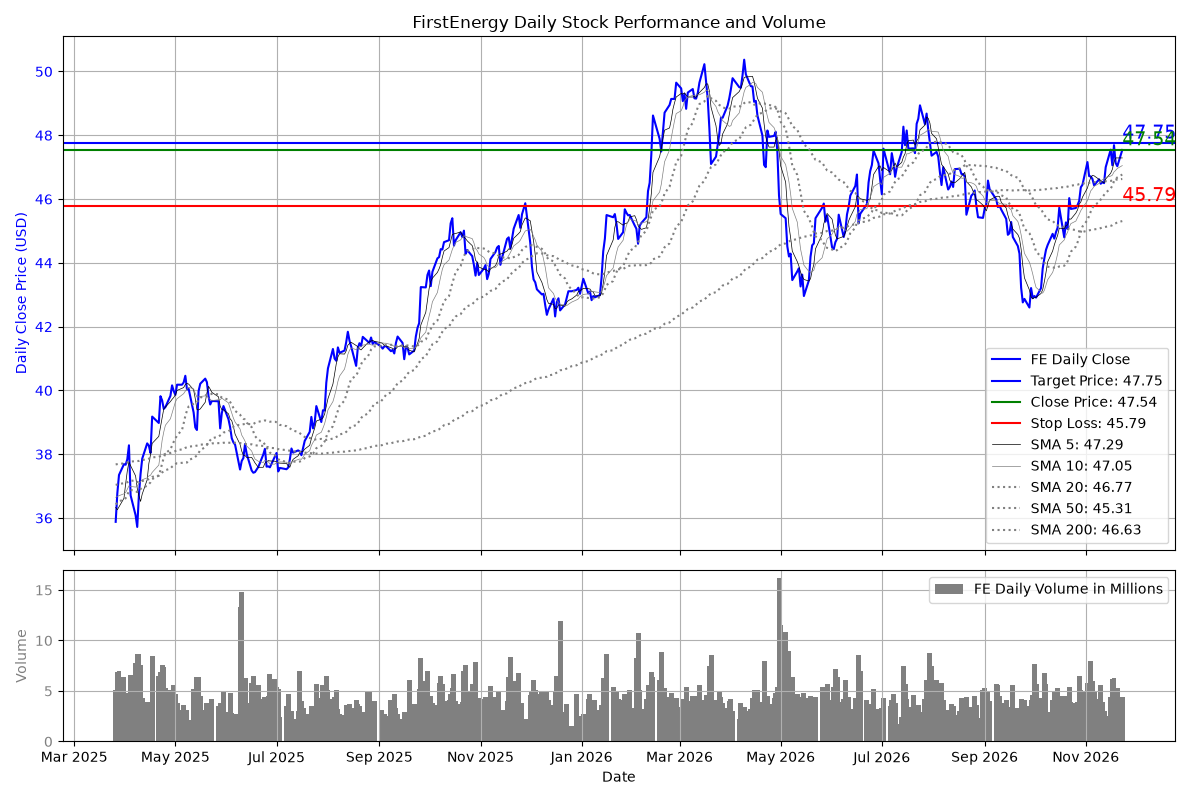 FirstEnergy Daily Stock Performance and Volume
Daily Close Price (USD)
50
48
46
44
42
40
38
36
47.75
47.54
45.79
FE Daily Close
Target Price: 47.75
Close Price: 47.54
Stop Loss: 45.79
SMA 5: 47.29
SMA 10: 47.05
SMA 20: 46.77
SMA 50: 45.31
SMA 200: 46.63
Volume
15
10
5
0
FE Daily Volume in Millions
Mar 2025
May 2025
Jul 2025
Sep 2025
Nov 2025
Jan 2026
Mar 2026
May 2026
Jul 2026
Sep 2026
Nov 2026
Date